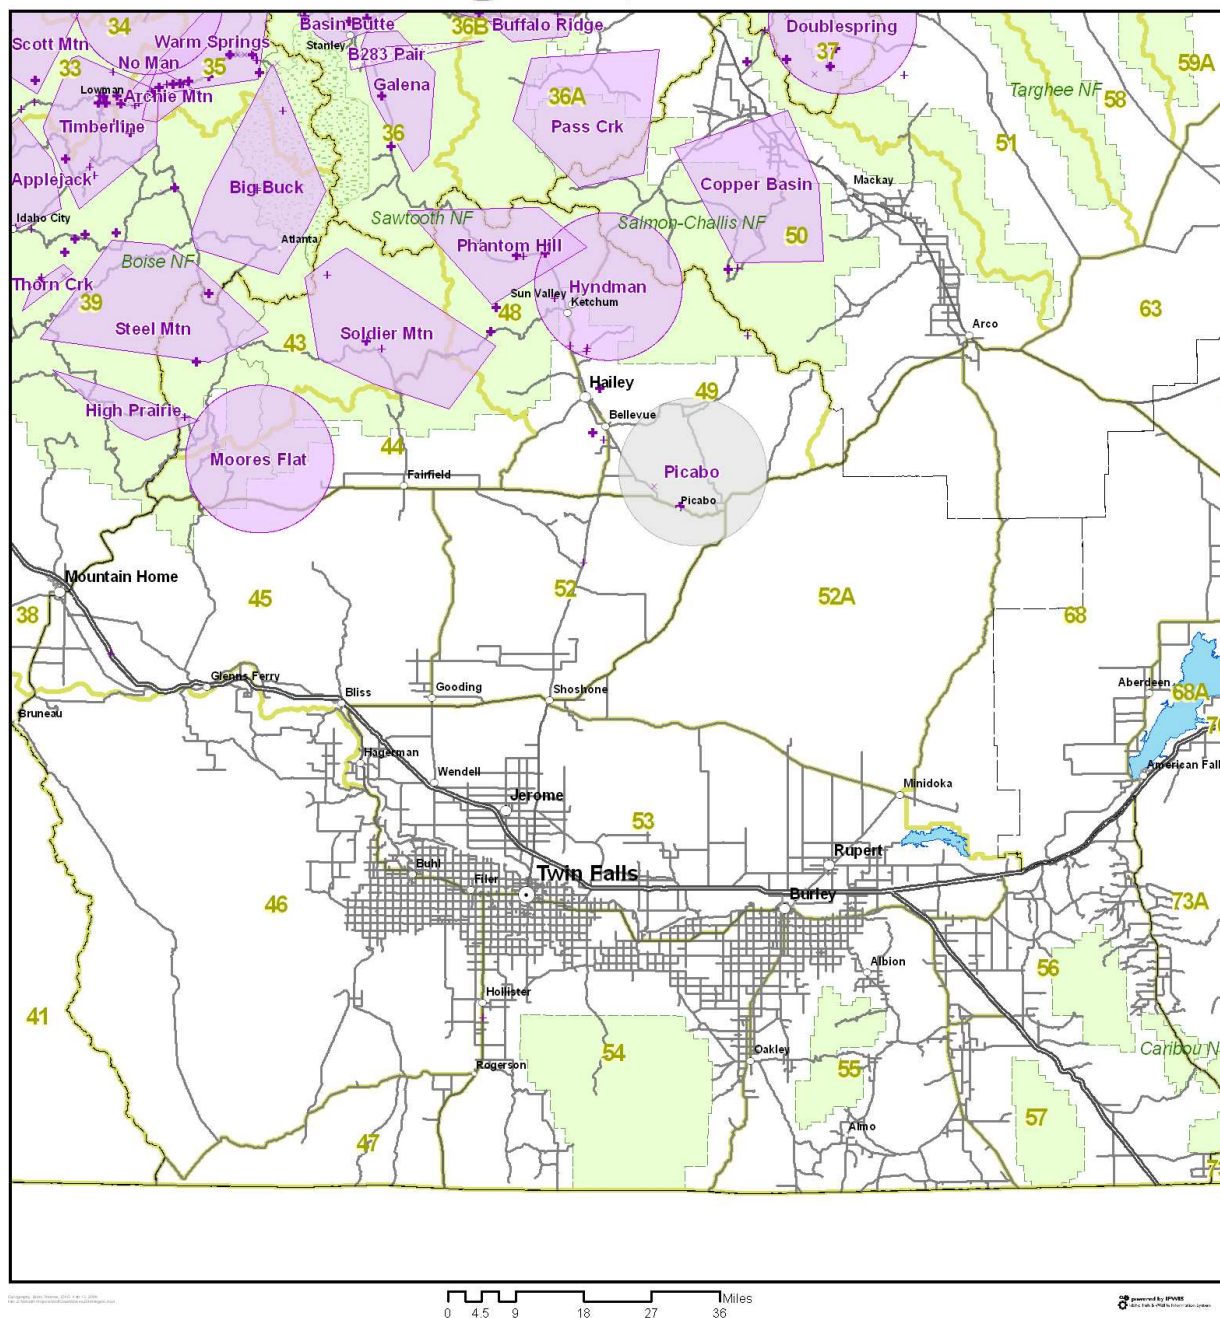 34
Scott Mtn
33
Warm Springs
No Man
35
Basin Butte
Stanley
36B
Buffalo Ridge
B283 Pair
Galena
Doublespring
37
59A
Lowman
Archie Mtn
Timberline
36A
Pass Crk
36
Targhee NF
58
51
Applejack
Big Buck
Copper Basin
Mackay
Idaho City
Sawtooth NF
Salmon-Challis NF
50
Atlanta
Phantom Hill
Boise NF
Thorn Crk
39
Sun Valley
Hyndman
Ketchum
48
63
Steel Mtn
43
Soldier Mtn
Arco
Hailey
49
High Prairie
Bellevue
44
Moores Flat
Fairfield
Picabo
Picabo
Mountain Home
38
45
52
52A
68
Glenns Ferry
Bliss
Gooding
Shoshone
Aberdeen
68A
Bruneau
70
Hagerman
Wendell
American Fall
Minidoka
Jerome
53
Rupert
Buhl
Filer
Twin Falls
Burley
46
73A
Albion
56
Hollister
41
54
Oakley
55
Caribou N
Rogerson
57
Almo
47
73
Miles
0 4.5 9 18 27 36
powered by IFWIS